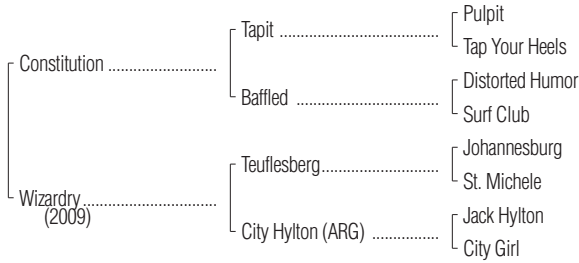 Pulpit
Tapit ........................................
Tap Your Heels
Constitution ...........................
Distorted Humor
Baffled ....................................
Surf Club
Johannesburg
Teuflesberg.............................
St. Michele
Wizardry.................................
(2009)
Jack Hylton
City Hylton (ARG) .................
City Girl